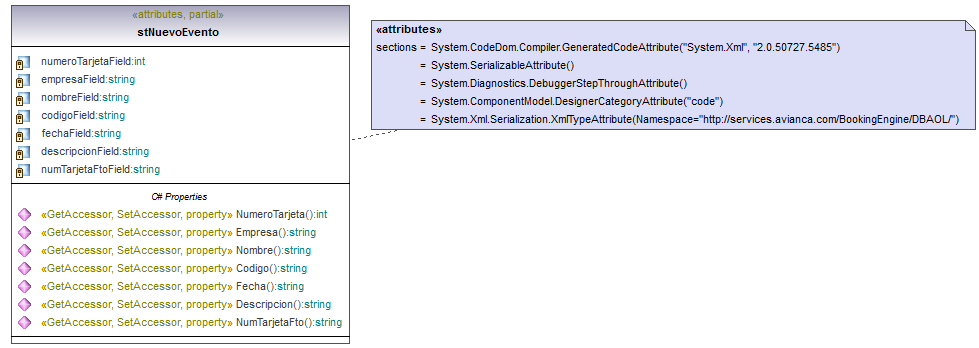 «attributes, partial»
stNuevoEvento
numeroTarjetaField:int
empresaField:string
nombreField:string
codigoField:string
fechaField:string
descripcionField:string
numTarjetaFtoField:string
C# Properties
«GetAccessor, SetAccessor, property» NumeroTarjeta():int
«GetAccessor, SetAccessor, property» Empresa():string
«GetAccessor, SetAccessor, property» Nombre():string
«GetAccessor, SetAccessor, property» Codigo():string
«GetAccessor, SetAccessor, property» Fecha():string
«GetAccessor, SetAccessor, property» Descripcion():string
«GetAccessor, SetAccessor, property» NumTarjetaFto():string
«attributes»
sections = System.CodeDom.Compiler.GeneratedCodeAttribute("System.Xml", "2.0.50727.5485")
= System.SerializableAttribute()
= System.Diagnostics.DebuggerStepThroughAttribute()
= System.ComponentModel.DesignerCategoryAttribute("code")
= System.Xml.Serialization.XmlTypeAttribute(Namespace="http://services.avianca.com/BookingEngine/DBAOL/")